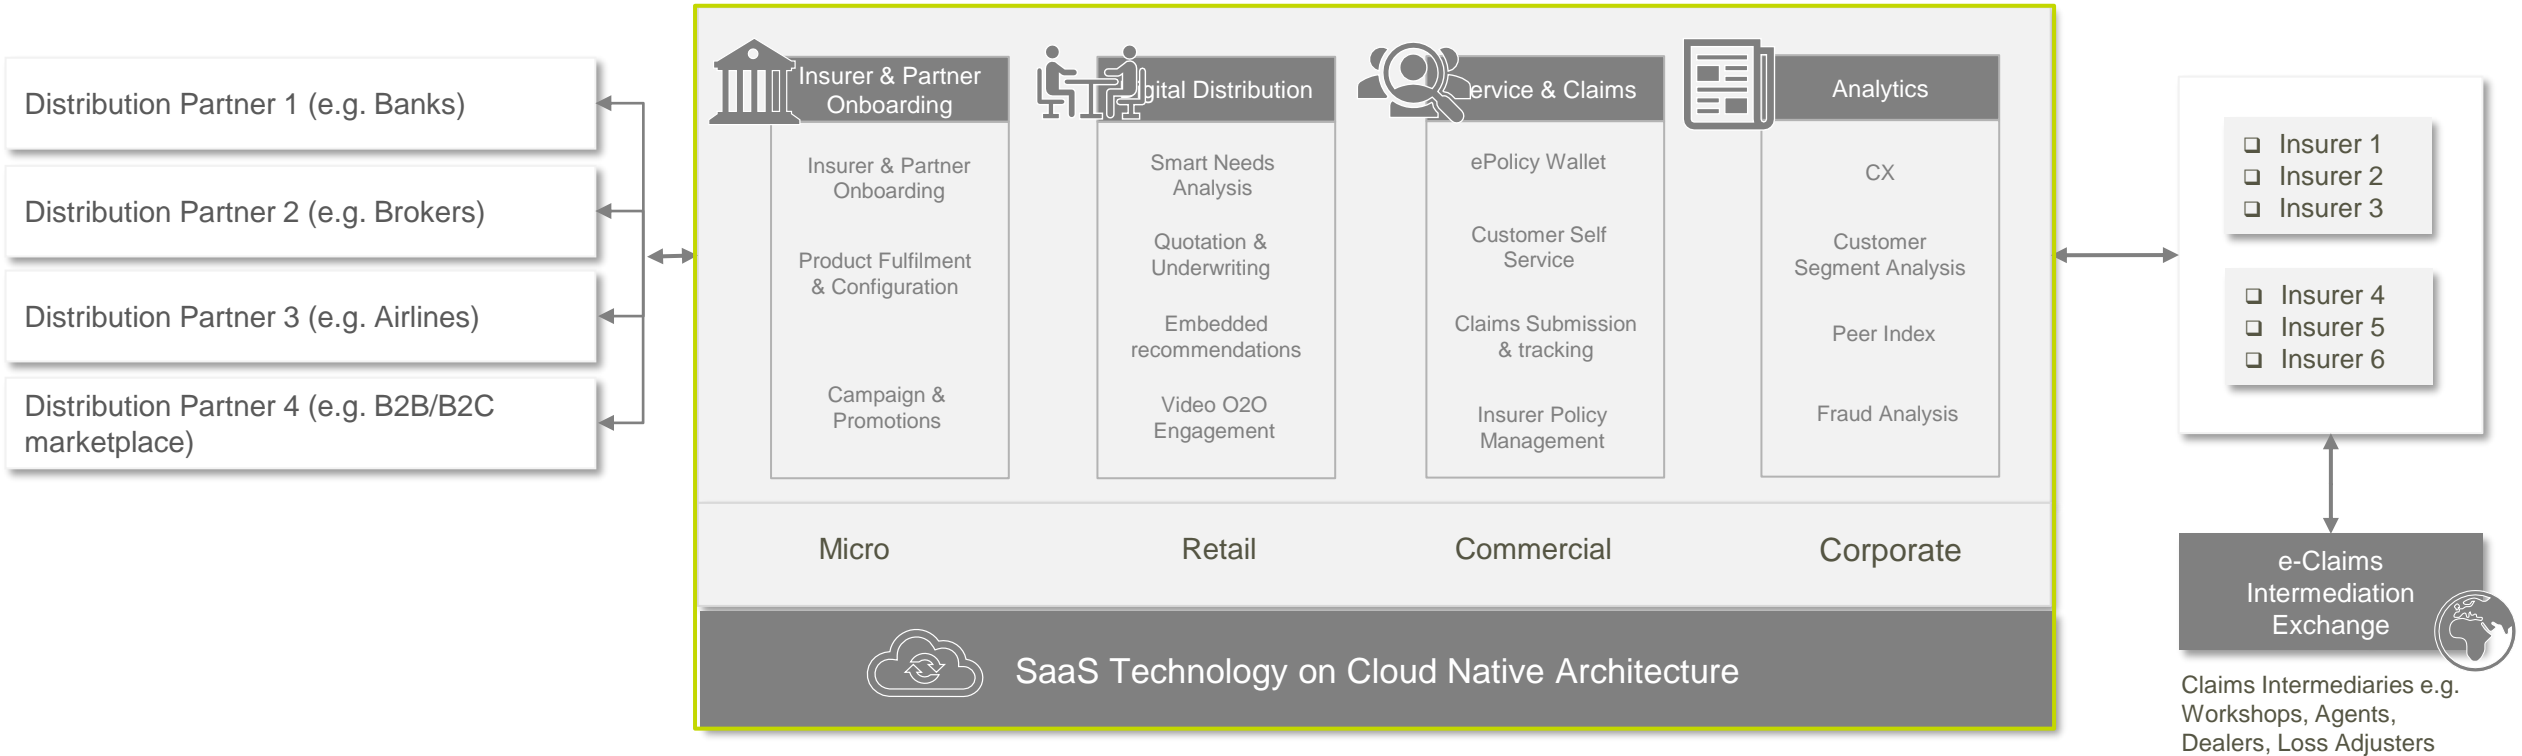 Distribution Partner 1 (e.g. Banks)
Distribution Partner 2 (e.g. Brokers)
Distribution Partner 3 (e.g. Airlines)
Distribution Partner 4 (e.g. B2B/B2C
marketplace)
Insurer & Partner
Onboarding
Insurer & Partner
Onboarding
Product Fulfilment
& Configuration
Campaign &
Promotions
igital Distribution
Smart Needs
Analysis
Quotation &
Underwriting
Embedded
recommendations
Video O2O
Engagement
ervice & Claims
ePolicy Wallet
Customer Self
Service
Claims Submission
& tracking
Insurer Policy
Management
Analytics
CX
Customer
Segment Analysis
Peer Index
Fraud Analysis
Micro
Retail
Commercial
Corporate
SaaS Technology on Cloud Native Architecture
Insurer 1
Insurer 2
Insurer 3
Insurer 4
Insurer 5
Insurer 6
e-Claims
Intermediation
Exchange
Claims Intermediaries e.g.
Workshops, Agents,
Dealers, Loss Adjusters